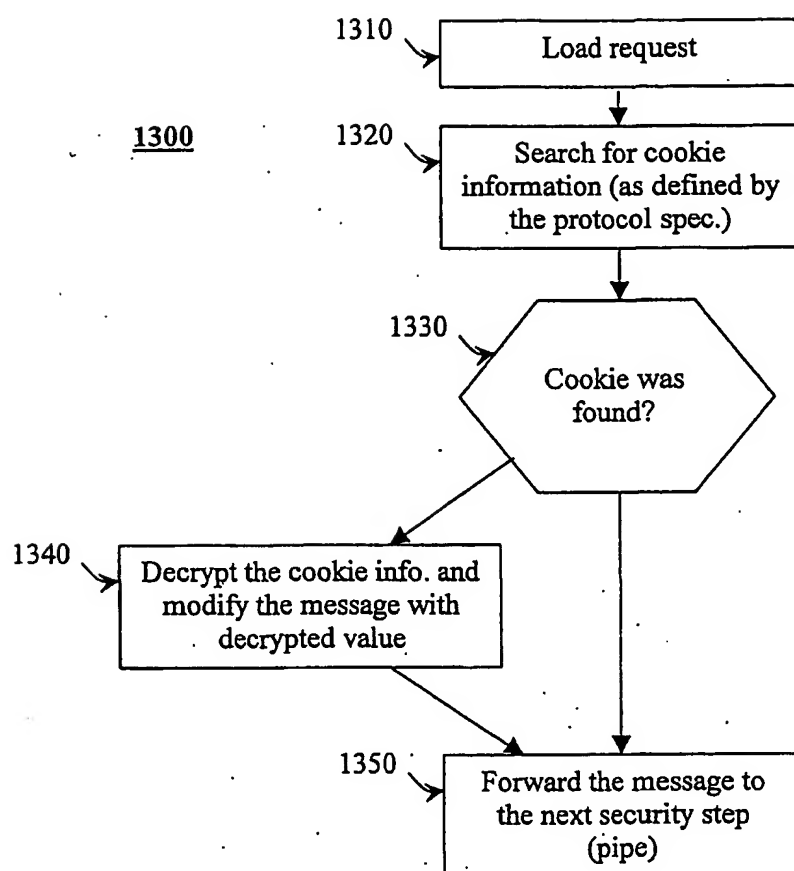 1310
Load request
1300
1320
Search for cookie
information (as defined by
the protocol spec.)
1330
Cookie was
found?
1340
Decrypt the cookie info. and
modify the message with
decrypted value
1350
Forward the message to
the next security step
(pipe)